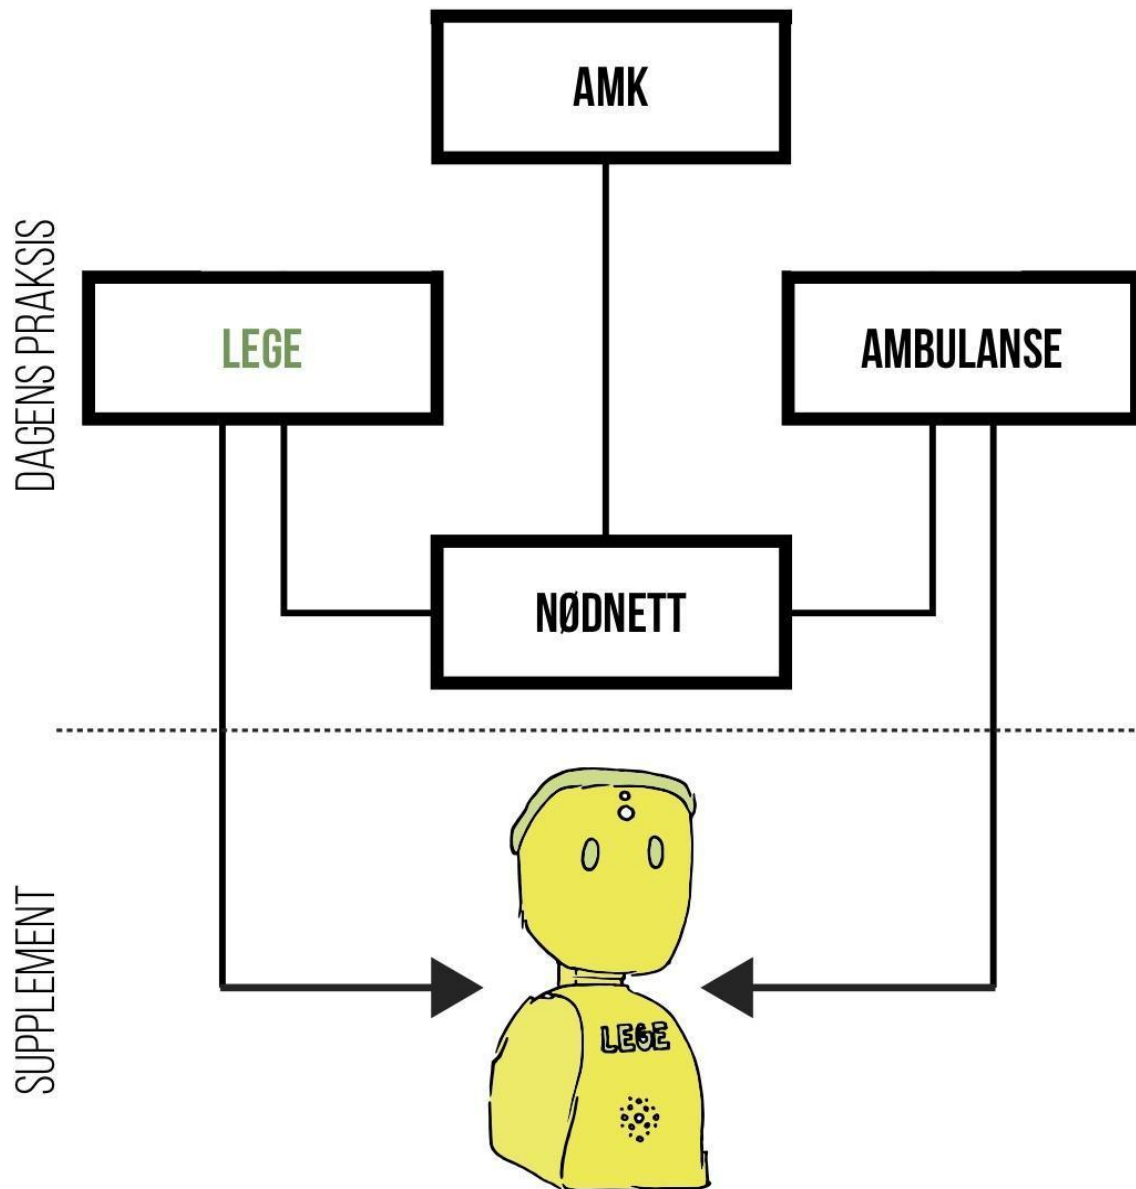 AMK
DAGENS PRAKSIS
LEGE
AMBULANSE
NØDNETT
SUPPLEMENT
LEGE